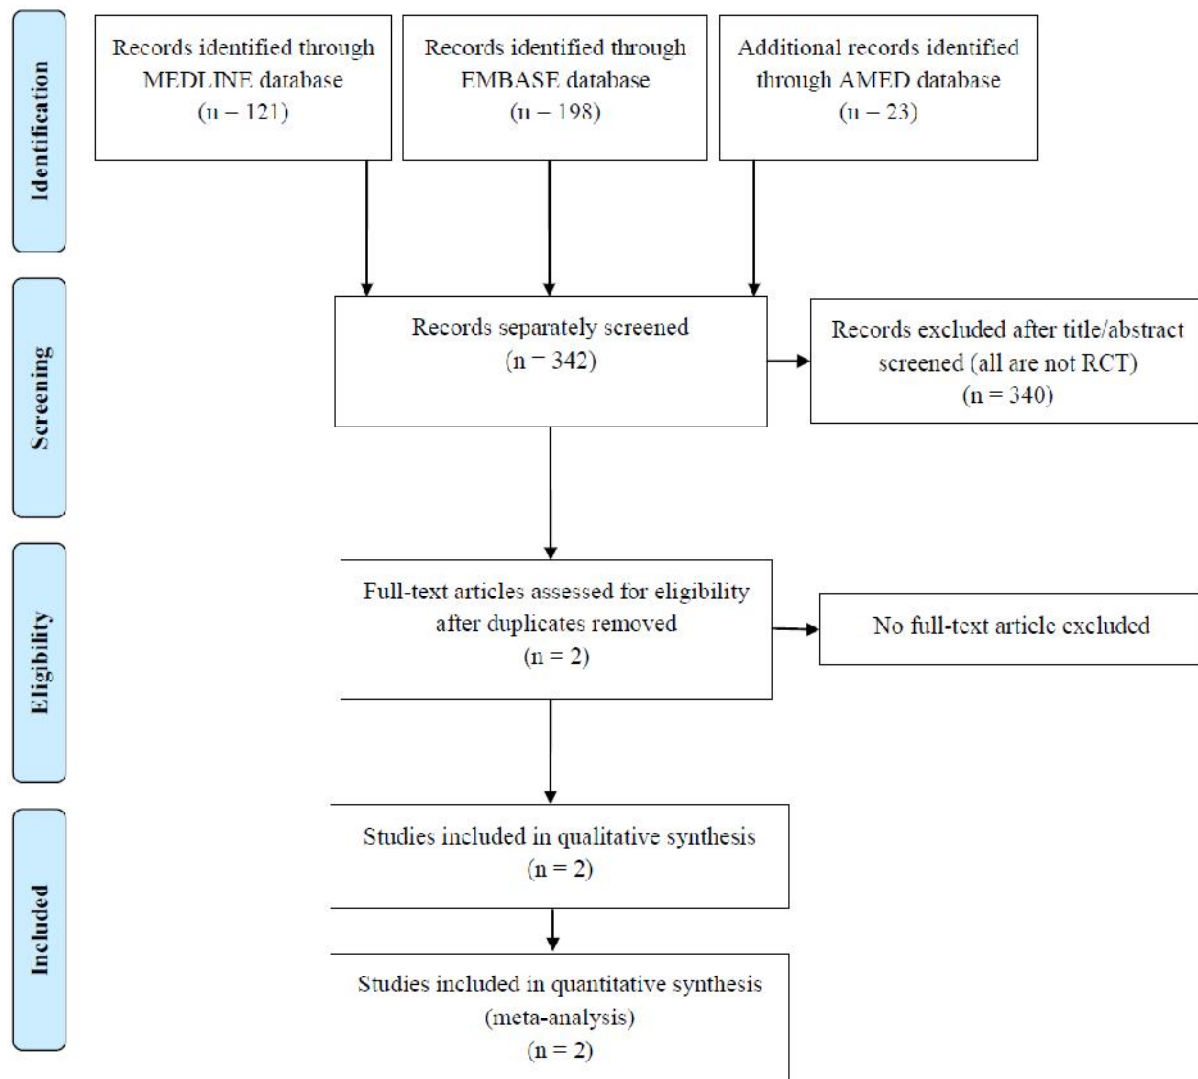 Identification
Records identified through
MEDLINE database
(n = 121)
Records identified through
EMBASE database
(n = 198)
Additional records identified
through AMED database
(n = 23)
Screening
Records separately screened
(n = 342)
Records excluded after title/abstract
screened (all are not RCT)
(n = 340)
Eligibility
Full-text articles assessed for eligibility
after duplicates removed
(n = 2)
No full-text article excluded
Included
Studies included in qualitative synthesis
(n = 2)
Studies included in quantitative synthesis
(meta-analysis)
(n = 2)